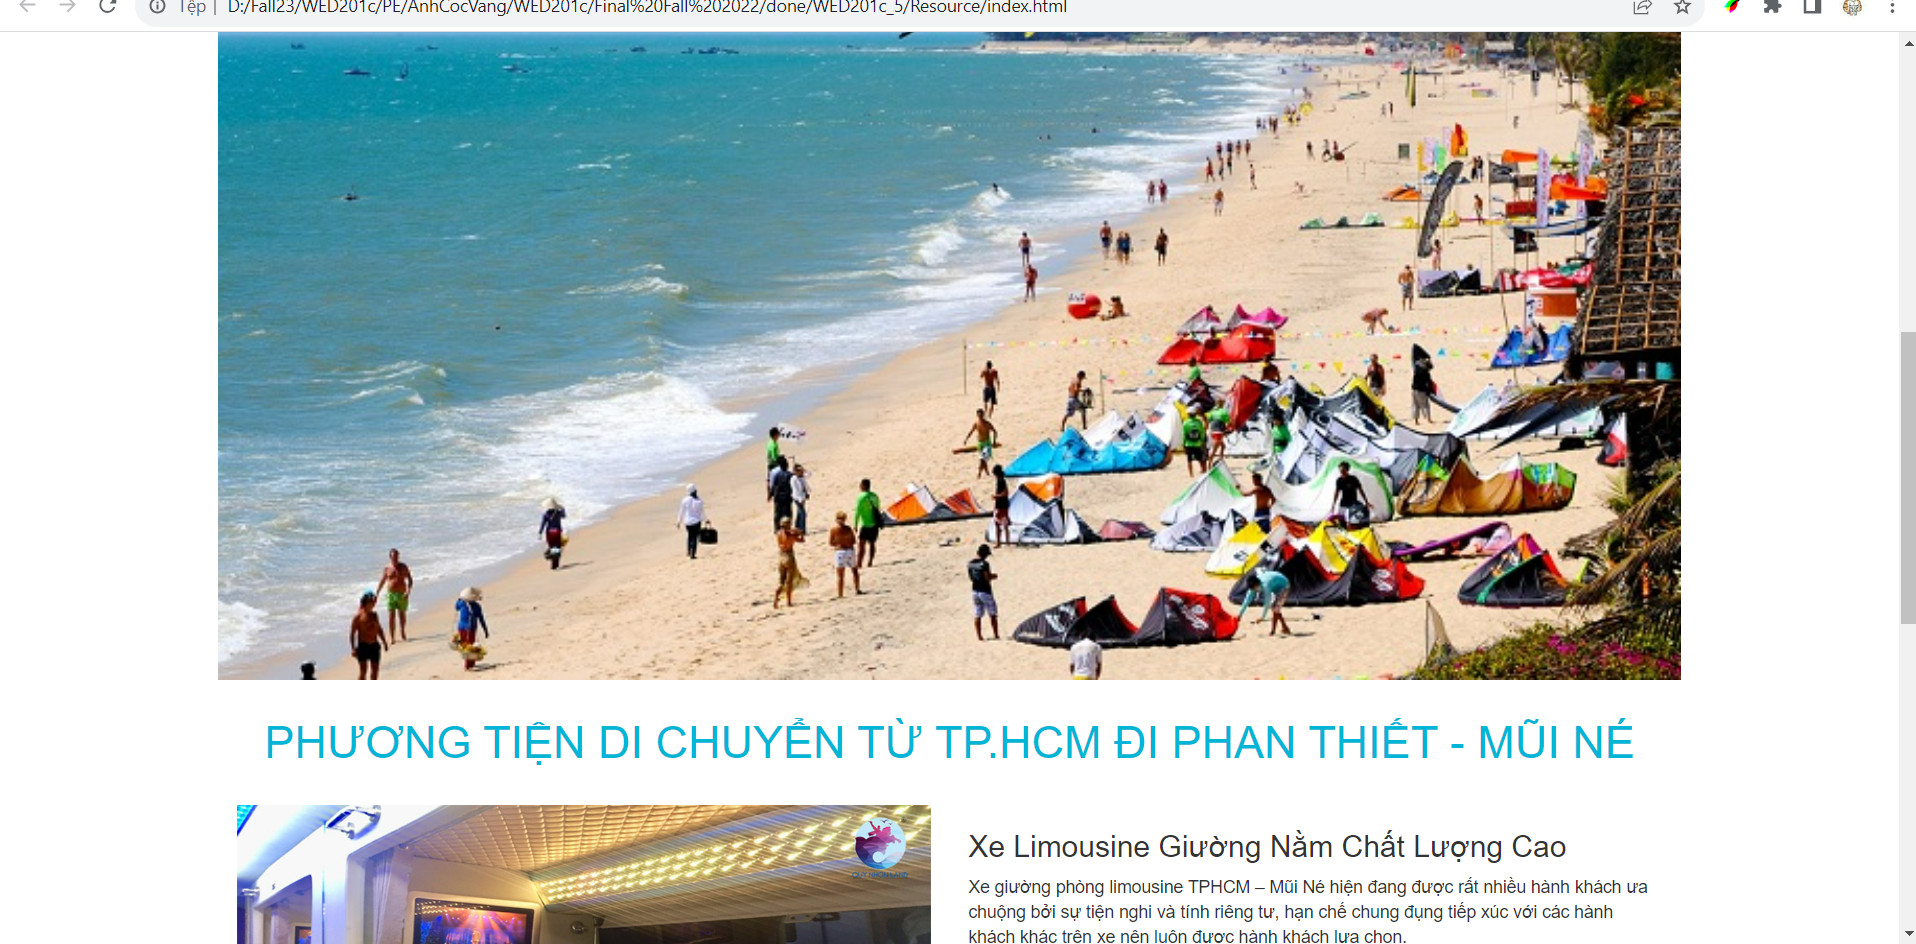 Tệp | D:/Fall23/WED201c/PE/AnhCocVang/WED201c/Final%20Fall%202022/done/WED201c_5/Resource/index.html
PHƯƠNG TIỆN DI CHUYỂN TỪ TP.HCM ĐI PHAN THIẾT - MŨI NÉ
Xe Limousine Giường Nằm Chất Lượng Cao
Xe giường phòng limousine TPHCM – Mũi Né hiện đang được rất nhiều hành khách ưa
chuộng bởi sự tiện nghi và tính riêng tư, hạn chế chung đụng tiếp xúc với các hành
khách khác trên xe nên luôn được hành khách lựa chọn.